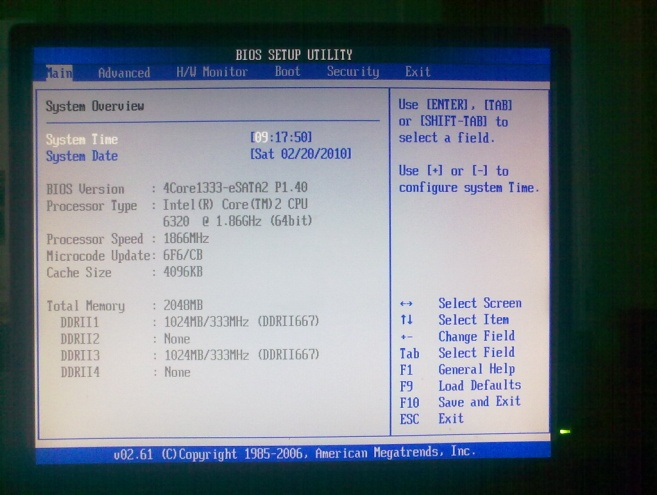 BIOS SETUP UTILITY
Main Advanced H/W Monitor Boot Security Exit
System Overview
System Time [09:17:50]
System Date [Sat 02/20/2010]
BIOS Version : 4Core1333-eSATA2 P1.40
Processor Type : Intel(R) Core(TM)2 CPU
6320 @ 1.86GHz (64bit)
Processor Speed : 1866MHz
Microcode Update: 6F6/CB
Cache Size : 4096KB
Total Memory : 2048MB
DDRII1 : 1024MB/333MHz (DDRII667)
DDRII2 : None
DDRII3 : 1024MB/333MHz (DDRII667)
DDRII4 : None
Use [ENTER], [TAB]
or [SHIFT-TAB] to
select a field.
Use [+] or [-] to
configure system Time.
↔ Select Screen
↑↓ Select Item
+- Change Field
Tab Select Field
F1 General Help
F9 Load Defaults
F10 Save and Exit
ESC Exit
v02.61 (C)Copyright 1985-2006, American Megatrends, Inc.